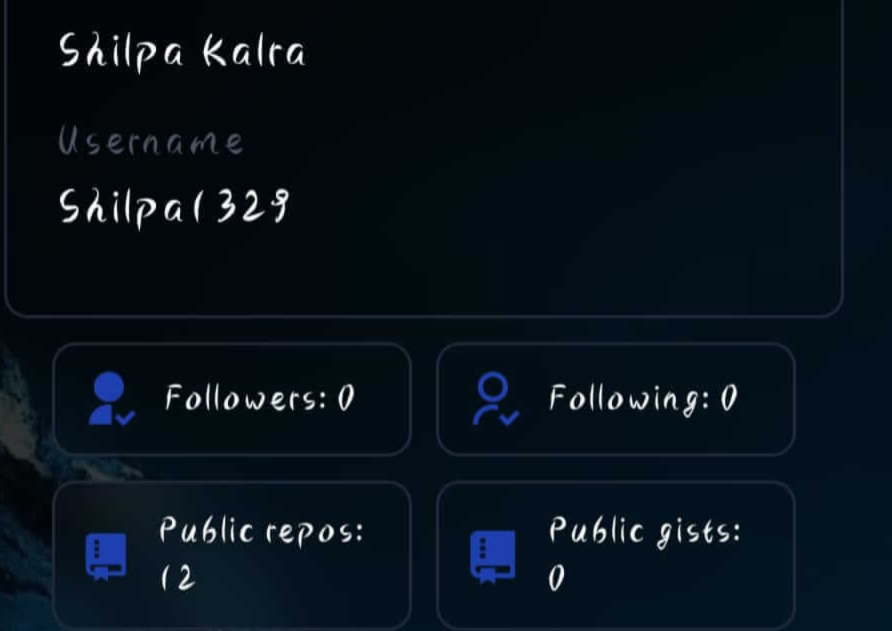 Shilpa Kalra
Username
Shilpa1329
Followers: 0
Following: 0
Public repos:
12
Public gists:
0